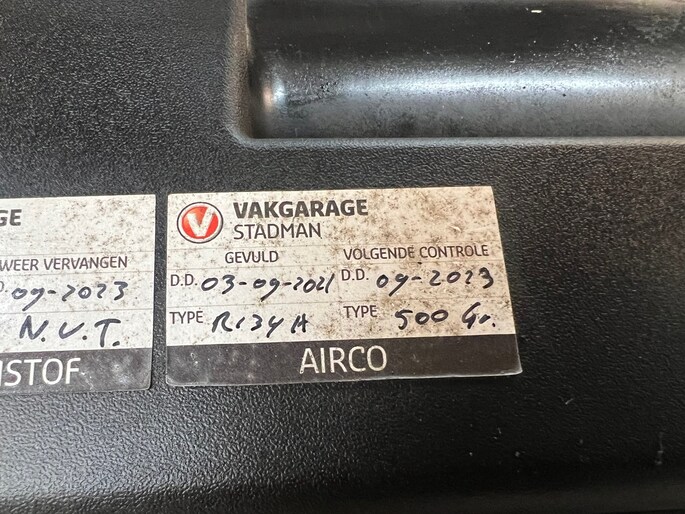 GE
WEER VERVANGEN
D. 09-2023
N.V.T.
STOF
V
VAKGARAGE
STADMAN
GEVULD VOLGENDE CONTROLE
D.D. 03-09-2021 D.D. 09-2023
TYPE R134A TYPE 500 Gr.
AIRCO